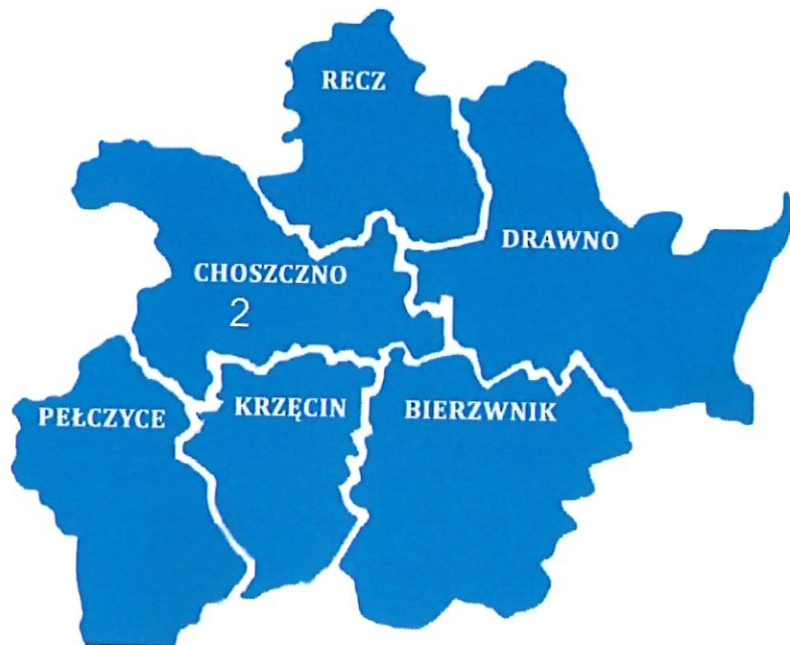 RECZ
DRAWNO
CHOSZCZNO
2
PEŁCZYCE
KRZĘCIN
BIERZWNIK